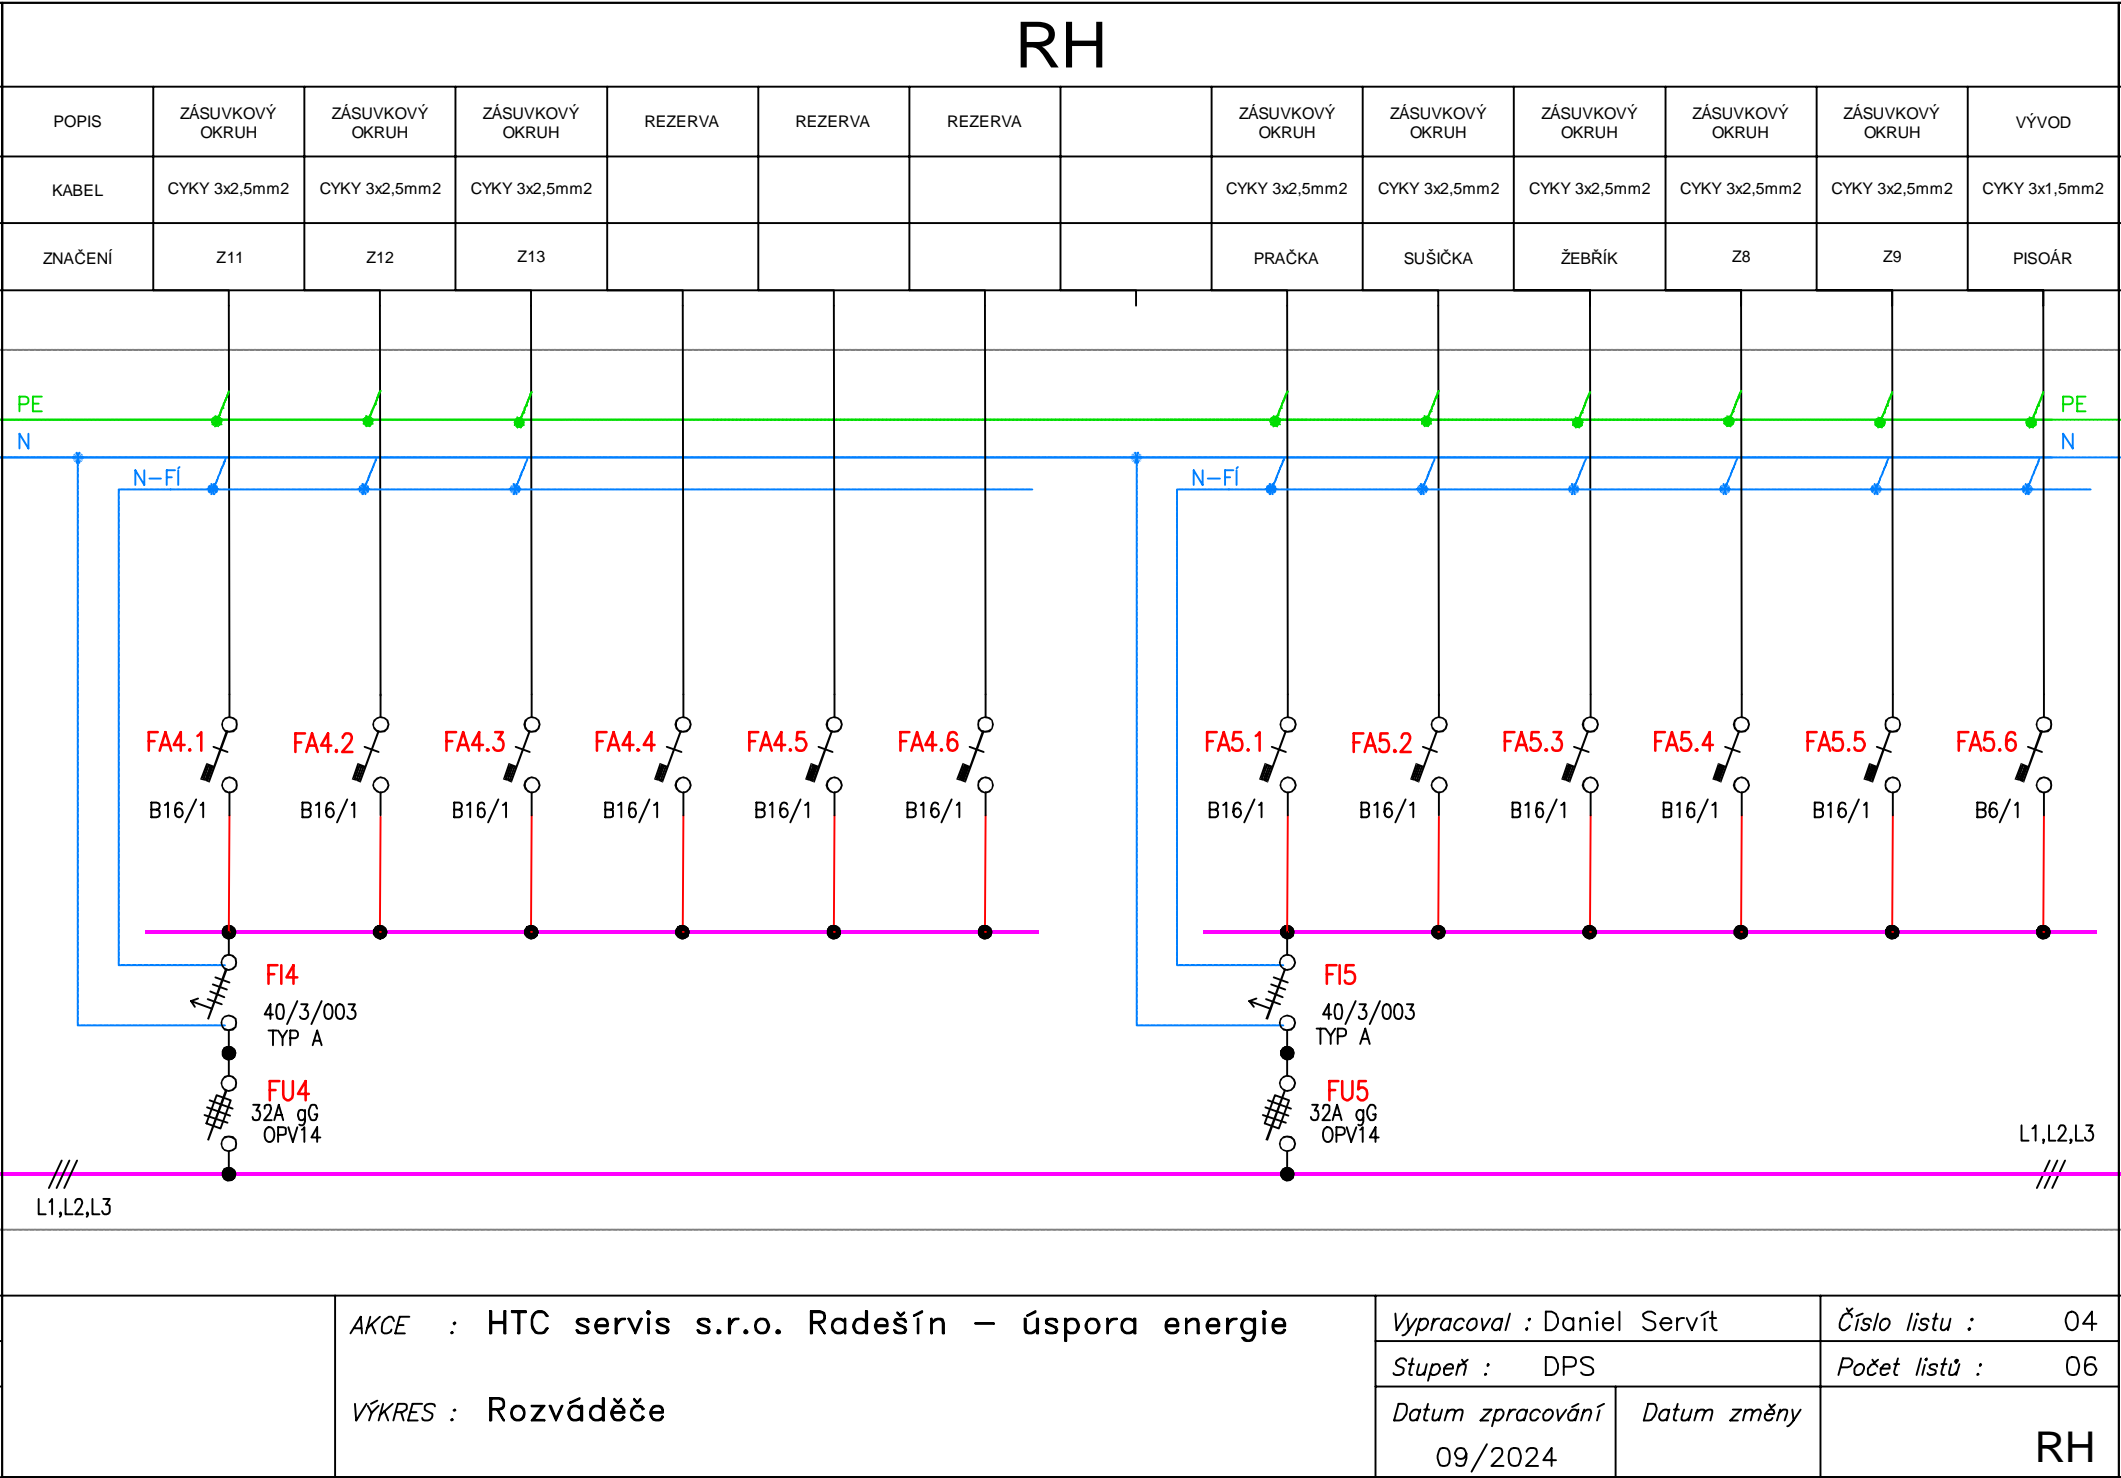 RH
POPIS
ZÁSUVKOVÝ
OKRUH
ZÁSUVKOVÝ
OKRUH
ZÁSUVKOVÝ
OKRUH
REZERVA
REZERVA
REZERVA
ZÁSUVKOVÝ
OKRUH
ZÁSUVKOVÝ
OKRUH
ZÁSUVKOVÝ
OKRUH
ZÁSUVKOVÝ
OKRUH
ZÁSUVKOVÝ
OKRUH
VÝVOD
KABEL
CYKY 3x2,5mm2
CYKY 3x2,5mm2
CYKY 3x2,5mm2
CYKY 3x2,5mm2
CYKY 3x2,5mm2
CYKY 3x2,5mm2
CYKY 3x2,5mm2
CYKY 3x2,5mm2
CYKY 3x1,5mm2
ZNAČENÍ
Z11
Z12
Z13
PRAČKA
SUŠIČKA
ŽEBŘÍK
Z8
Z9
PISOÁR
PE
PE
N
N
N-FÍ
N-FÍ
FA4.1
FA4.2
FA4.3
FA4.4
FA4.5
FA4.6
FA5.1
FA5.2
FA5.3
FA5.4
FA5.5
FA5.6
B16/1
B16/1
B16/1
B16/1
B16/1
B16/1
B16/1
B16/1
B16/1
B16/1
B16/1
B6/1
FI4
40/3/003
TYP A
FI5
40/3/003
TYP A
FU4
32A gG
OPV14
FU5
32A gG
OPV14
L1,L2,L3
L1,L2,L3
AKCE : HTC servis s.r.o. Radešín – úspora energie
VÝKRES : Rozváděče
Vypracoval : Daniel Servít
Číslo listu : 04
Stupeň : DPS
Počet listů : 06
Datum zpracování
09/2024
Datum změny
RH